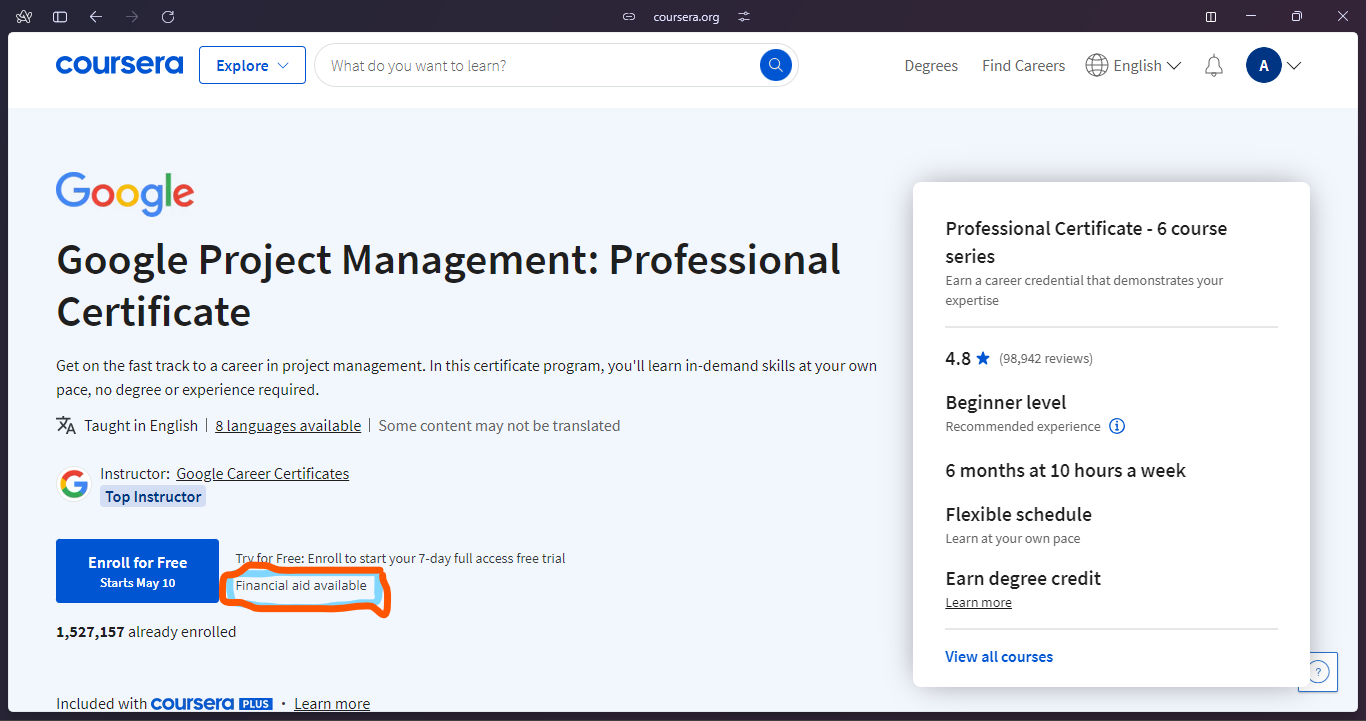 coursera.org
coursera
Explore
What do you want to learn?
Degrees
Find Careers
English
A
Google
Google Project Management: Professional
Certificate
Get on the fast track to a career in project management. In this certificate program, you'll learn in-demand skills at your own
pace, no degree or experience required.
Taught in English
8 languages available
Some content may not be translated
G
Instructor: Google Career Certificates
Top Instructor
Enroll for Free
Starts May 10
Try for Free: Enroll to start your 7-day full access free trial
Financial aid available
1,527,157 already enrolled
Included with coursera PLUS • Learn more
Professional Certificate - 6 course
series
Earn a career credential that demonstrates your
expertise
4.8 (98,942 reviews)
Beginner level
Recommended experience
6 months at 10 hours a week
Flexible schedule
Learn at your own pace
Earn degree credit
Learn more
View all courses
?